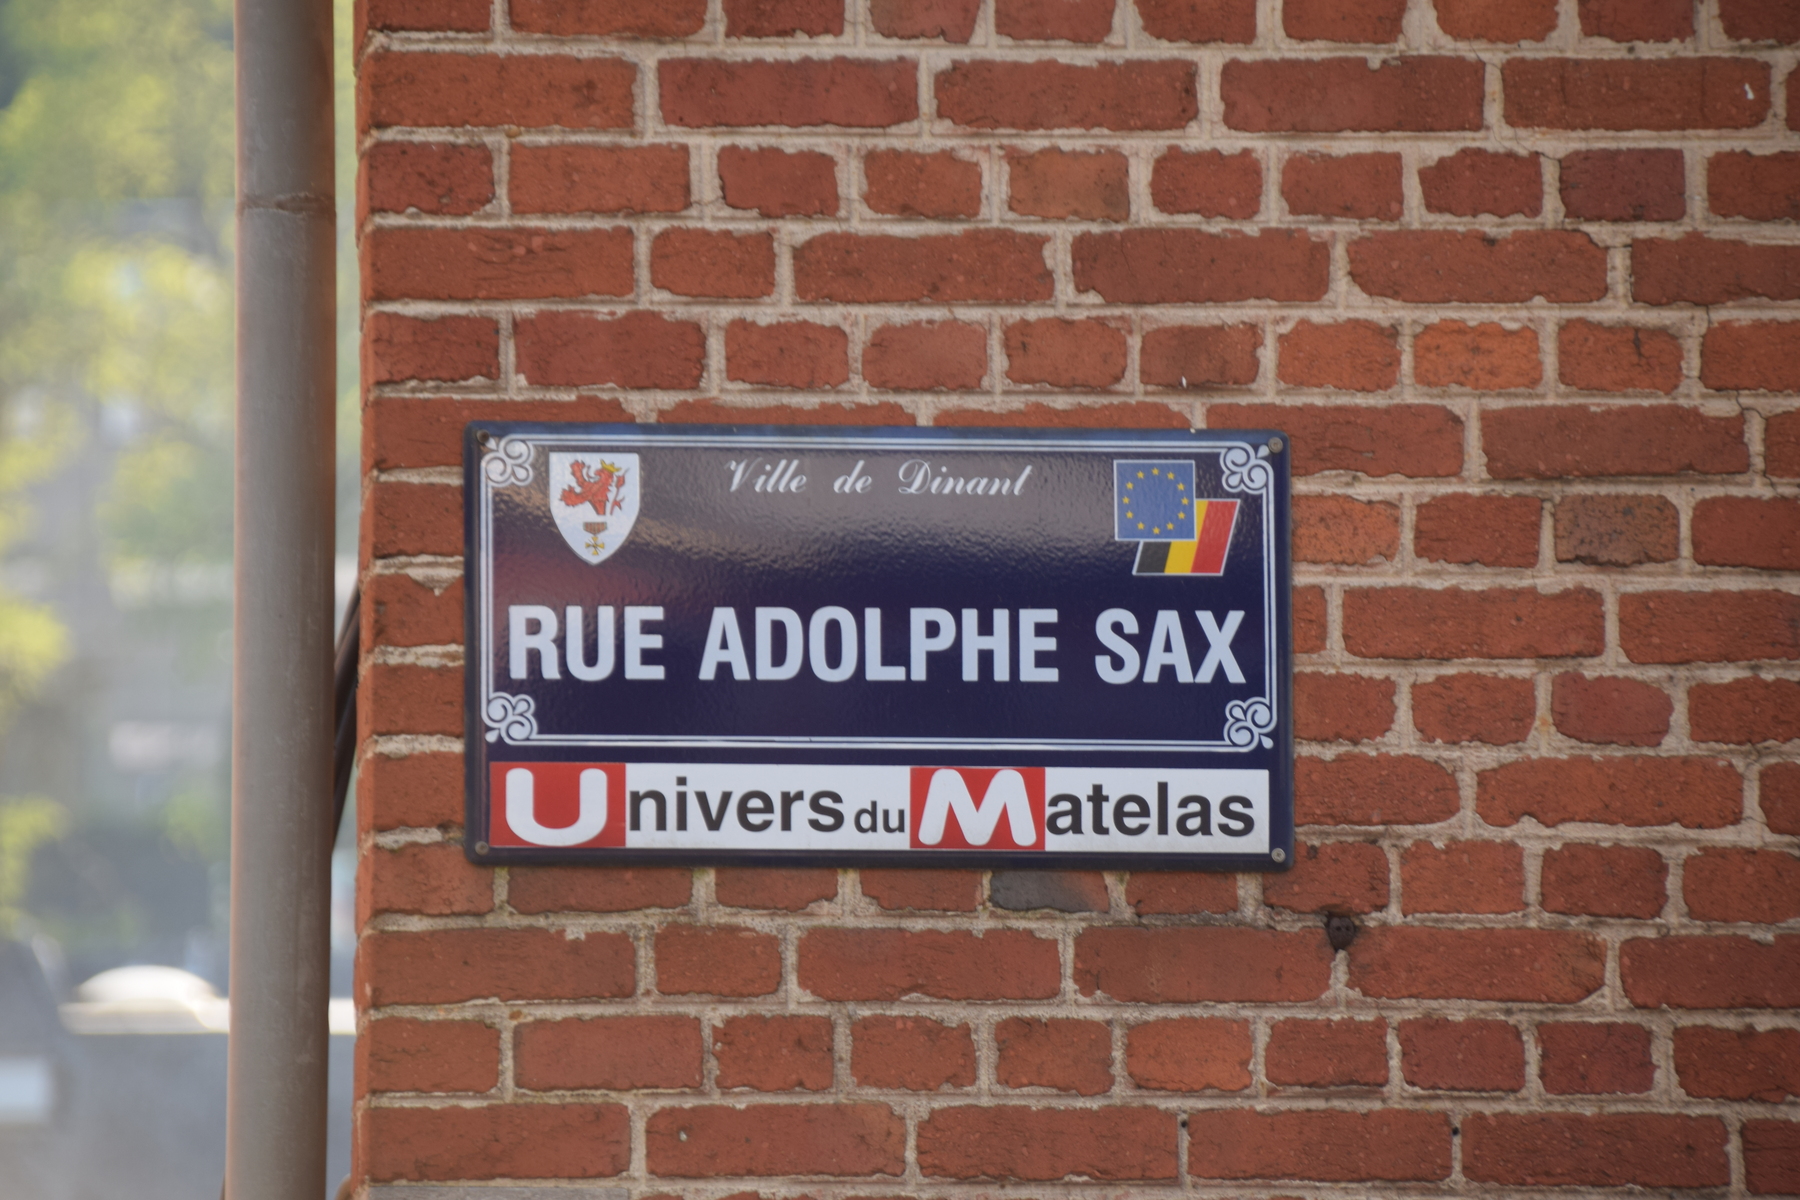 Ville de Dinant
RUE ADOLPHE SAX
Univers du Matelas